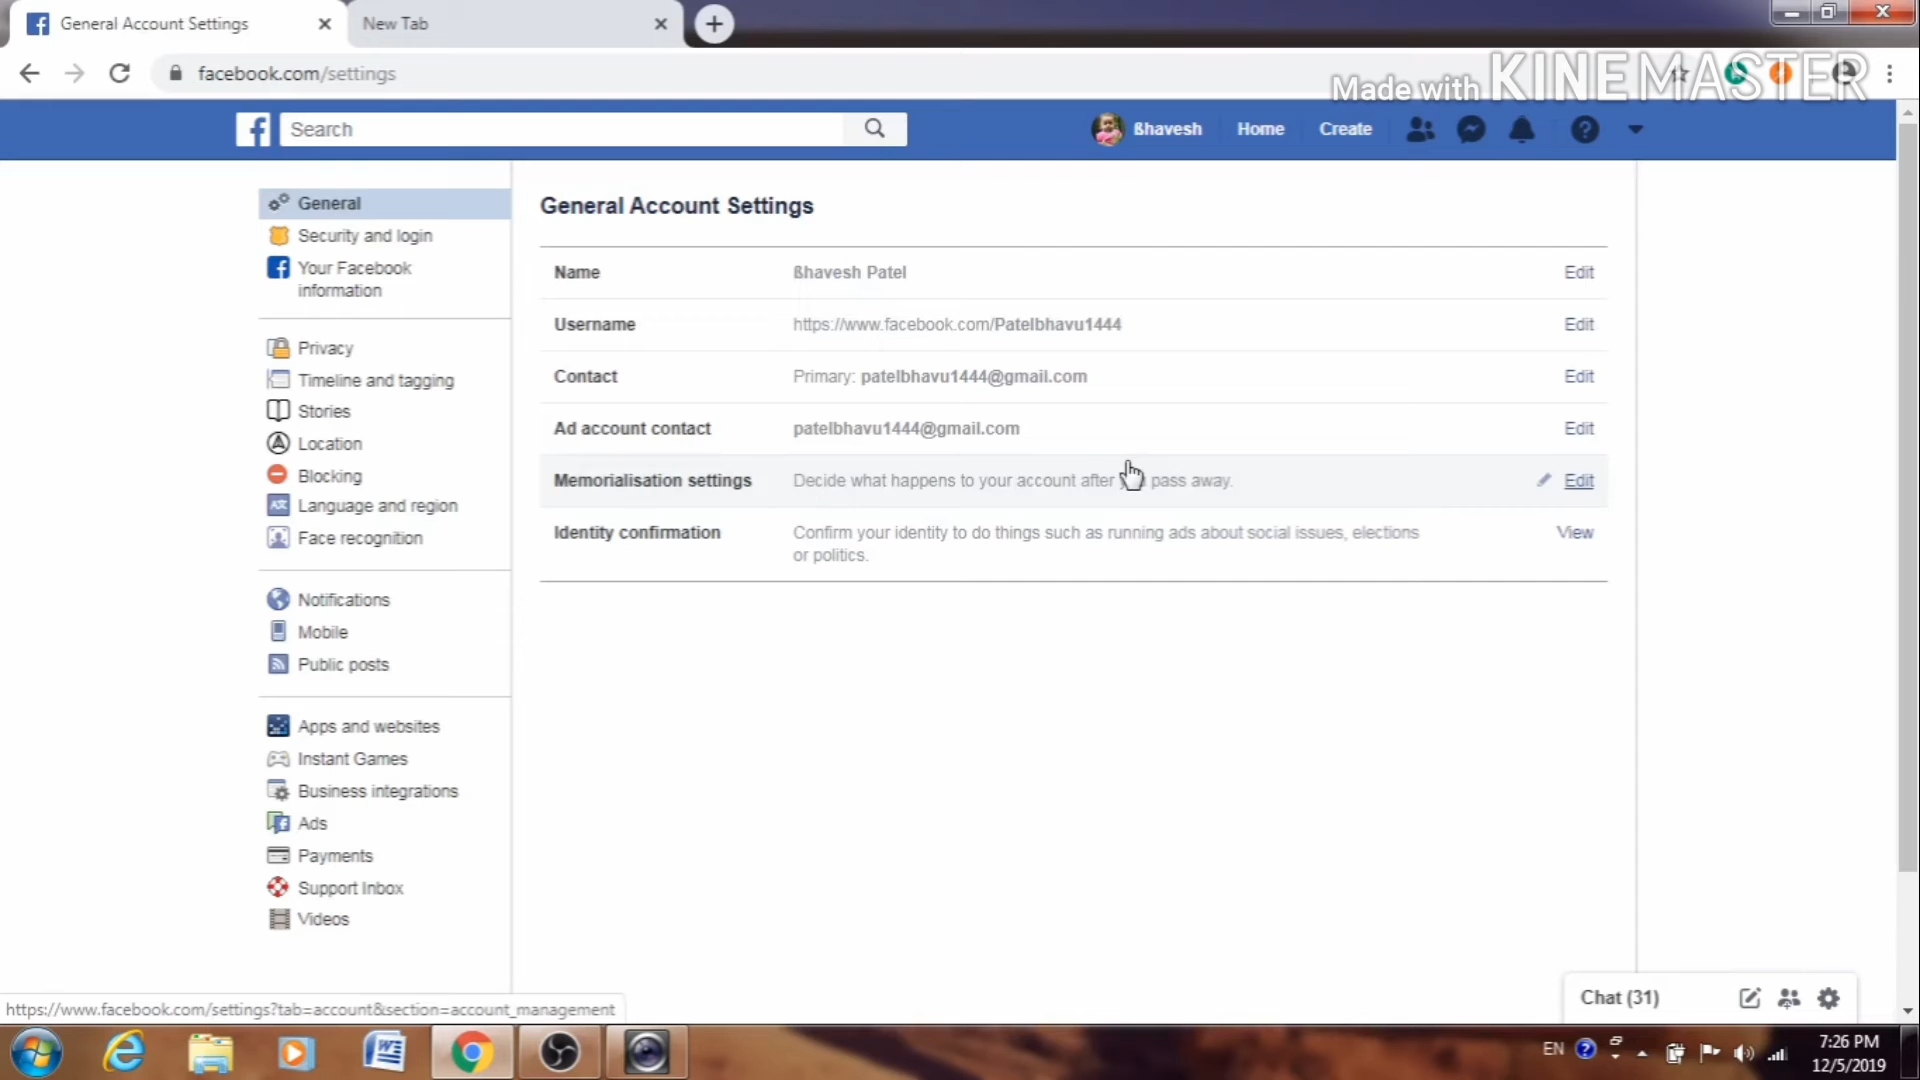 General Account Settings
New Tab
facebook.com/settings
Made with KINEMASTER
Search
ßhavesh
Home
Create
General
Security and login
Your Facebook
information
Privacy
Timeline and tagging
Stories
Location
Blocking
Language and region
Face recognition
Notifications
Mobile
Public posts
Apps and websites
Instant Games
Business integrations
Ads
Payments
Support Inbox
Videos
General Account Settings
Name ßhavesh Patel Edit
Username https://www.facebook.com/Patelbhavu1444 Edit
Contact Primary: patelbhavu1444@gmail.com Edit
Ad account contact patelbhavu1444@gmail.com Edit
Memorialisation settings Decide what happens to your account after pass away. Edit
Identity confirmation Confirm your identity to do things such as running ads about social issues, elections View
or politics.
Chat (31)
https://www.facebook.com/settings?tab=account&section=account_management
EN
7:26 PM
12/5/2019